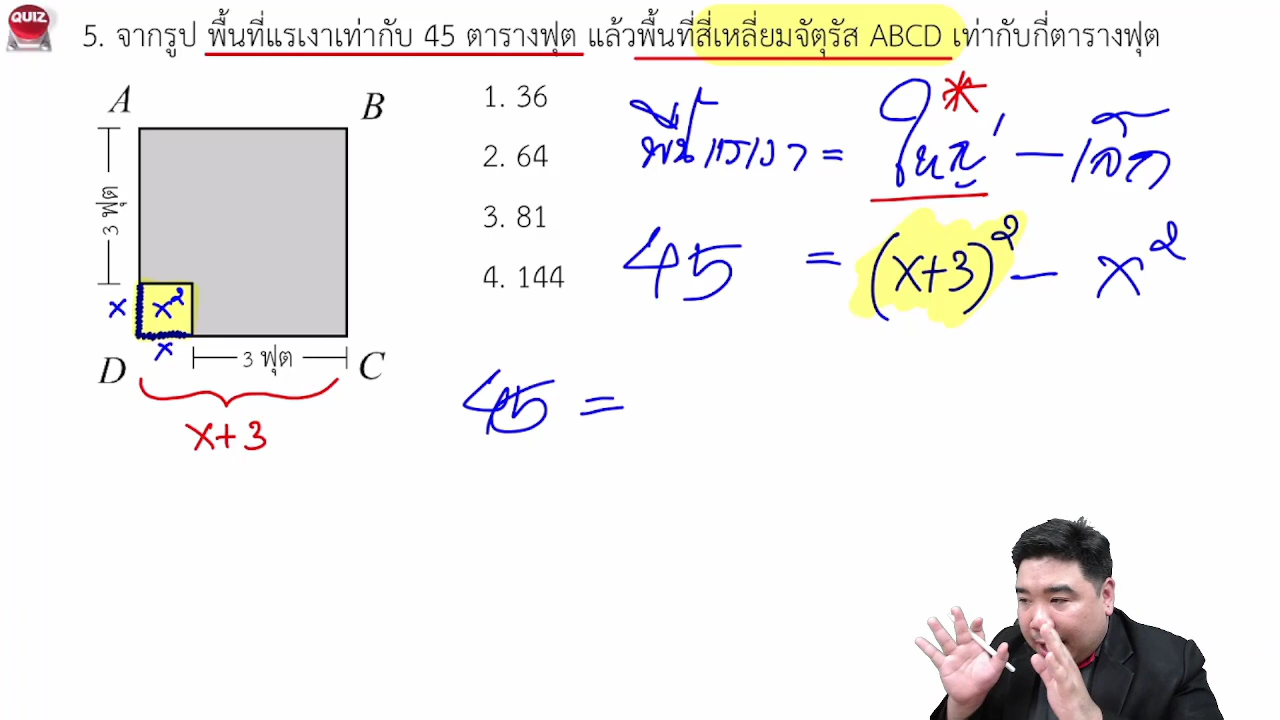 QUIZ
5. จากรูป พื้นที่แรเงาเท่ากับ 45 ตารางฟุต แล้วพื้นที่สี่เหลี่ยมจัตุรัส ABCD เท่ากับกี่ตารางฟุต
A
B
3 ฟุต
x
x²
x
D
3 ฟุต
C
x+3
1. 36
2. 64
3. 81
4. 144
พื้นที่แรเงา = ใหญ่ - เล็ก
45 = (x+3)² - x²
45 =